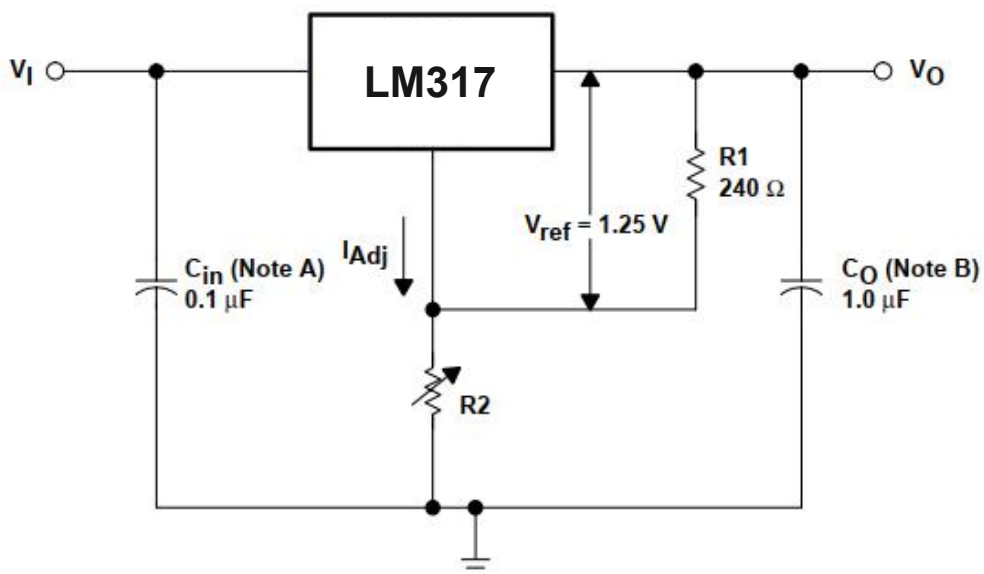 LM317
VI
VO
R1
240 Ω
Vref = 1.25 V
IAdj
Cin (Note A)
0.1 μF
CO (Note B)
1.0 μF
R2